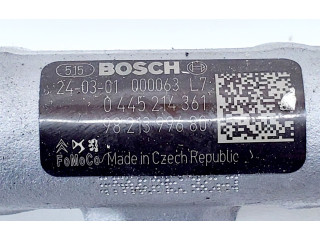 515 BOSCH
24-03-01 000063 L7
0 445 214 361
98 213 796 80
FoMoCo/Made in Czech Republic